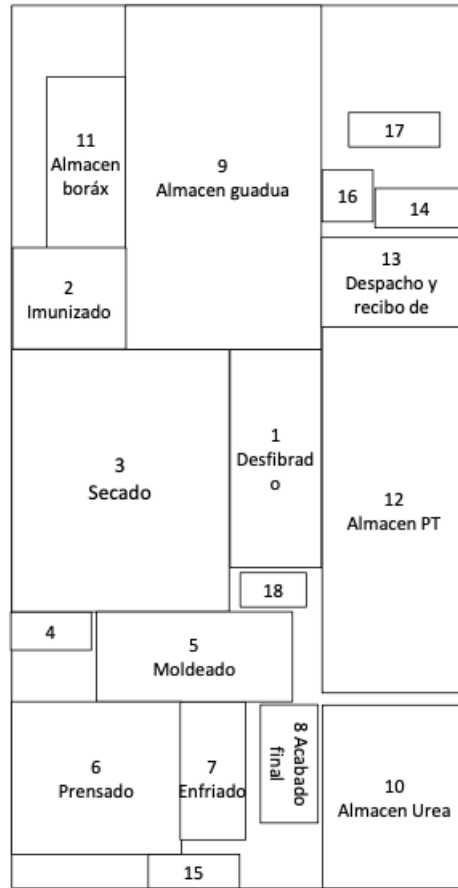 17
11
Almacen
boráx
9
Almacen guadua
16
14
13
Despacho y
recibo de
2
Imunizado
1
Desfibrad
o
3
Secado
12
Almacen PT
18
4
5
Moldeado
8 Acabado
final
6
Prensado
7
Enfriado
10
Almacen Urea
15